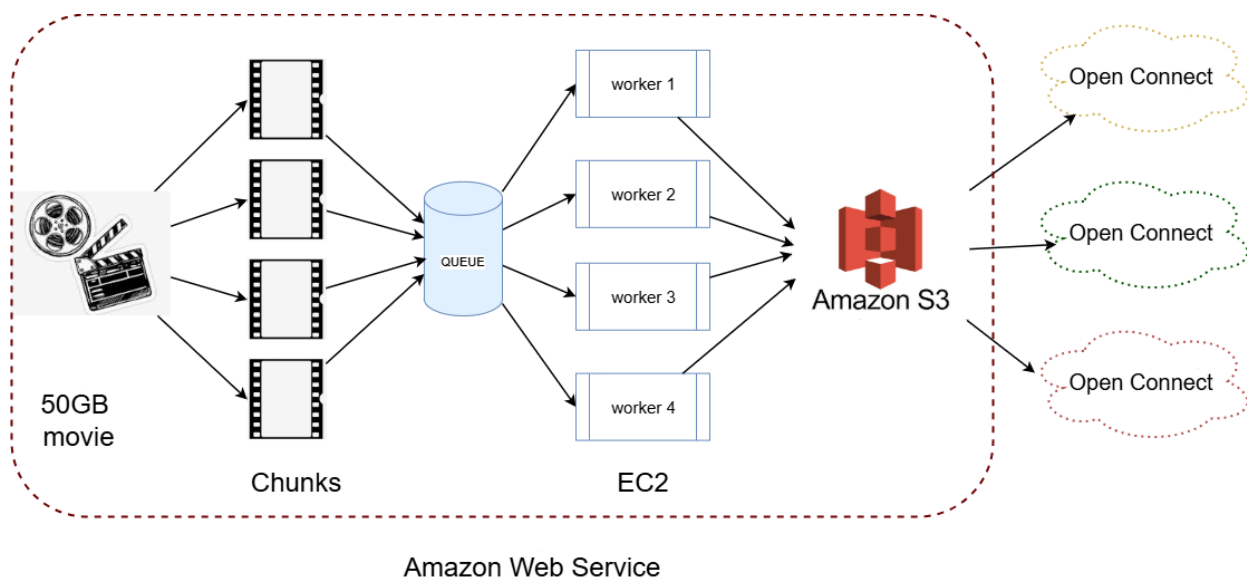 50GB
movie
Chunks
QUEUE
worker 1
worker 2
worker 3
worker 4
EC2
Amazon S3
Open Connect
Open Connect
Open Connect
Amazon Web Service